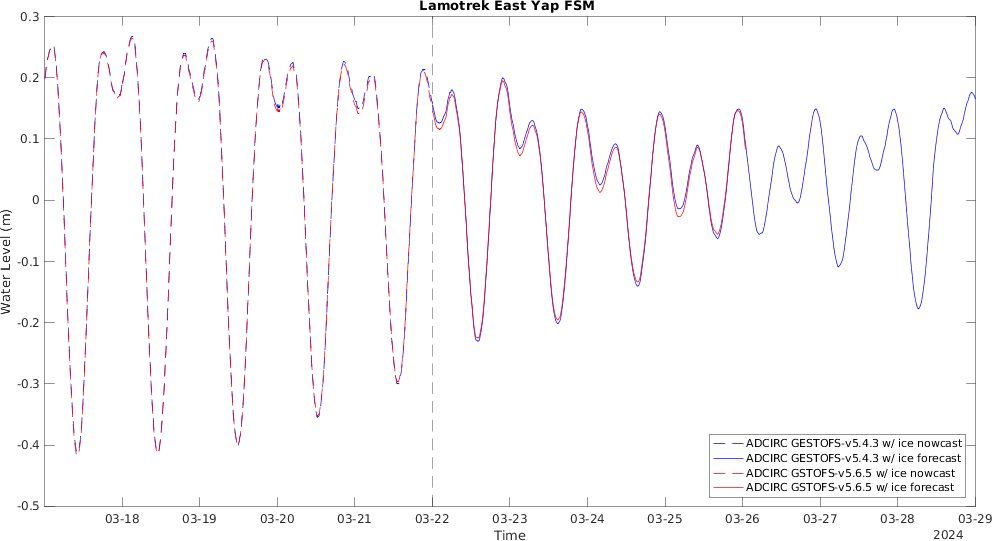 Lamotrek East Yap FSM
0.3
0.2
0.1
0
-0.1
-0.2
-0.3
-0.4
-0.5
Water Level (m)
ADCIRC GESTOFS-v5.4.3 w/ ice nowcast
ADCIRC GESTOFS-v5.4.3 w/ ice forecast
ADCIRC GSTOFS-v5.6.5 w/ ice nowcast
ADCIRC GSTOFS-v5.6.5 w/ ice forecast
03-18 03-19 03-20 03-21 03-22 03-23 03-24 03-25 03-26 03-27 03-28 03-29
Time
2024